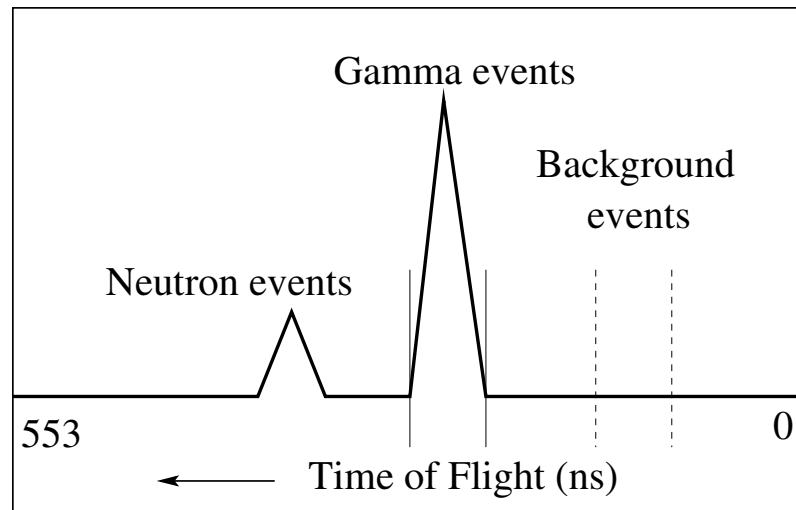 Gamma events
Background
events
Neutron events
553
0
Time of Flight (ns)